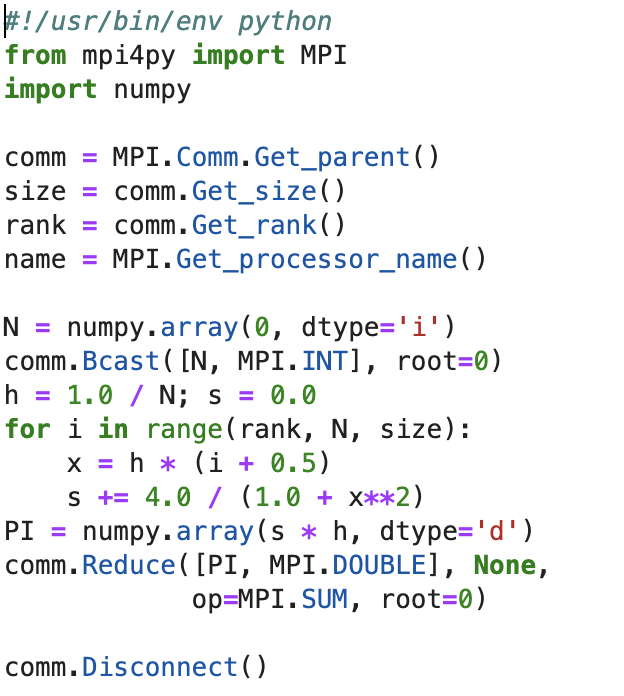 #!/usr/bin/env python
from mpi4py import MPI
import numpy
comm = MPI.Comm.Get_parent()
size = comm.Get_size()
rank = comm.Get_rank()
name = MPI.Get_processor_name()
N = numpy.array(0, dtype='i')
comm.Bcast([N, MPI.INT], root=0)
h = 1.0 / N; s = 0.0
for i in range(rank, N, size):
    x = h * (i + 0.5)
    s += 4.0 / (1.0 + x**2)
PI = numpy.array(s * h, dtype='d')
comm.Reduce([PI, MPI.DOUBLE], None,
            op=MPI.SUM, root=0)
comm.Disconnect()